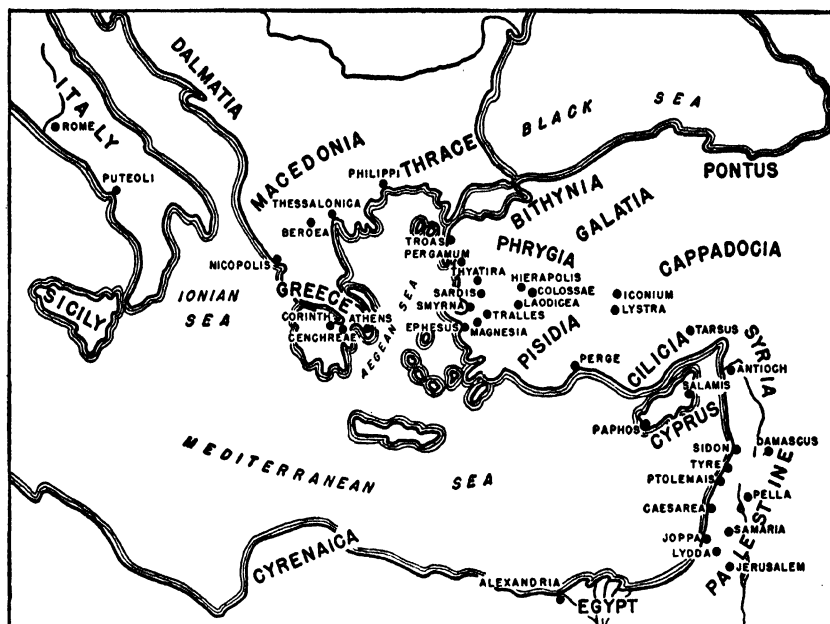 DALMATIA
ITALY
ROME
BLACK SEA
PUTEOLI
MACEDONIA
THRACE
PHILIPPI
PONTUS
THESSALONICA
BEROEA
BITHYNIA
GALATIA
TROAS
PHRYGIA
PERGAMUM
CAPPADOCIA
NICOPOLIS
THYATIRA
HIERAPOLIS
COLOSSAE
SICILY
IONIAN
SEA
GREECE
SARDIS
LAODICEA
ICONIUM
LYSTRA
SMYRNA
TRALLES
CORINTH
ATHENS
CENCHREAE
AEGEAN SEA
EPHESUS
MAGNESIA
PISIDIA
PERGE
CILICIA
TARSUS
SYRIA
ANTIOCH
SALAMIS
PAPHOS
CYPRUS
MEDITERRANEAN
SEA
SIDON
DAMASCUS
TYRE
PTOLEMAIS
PELLA
CAESAREA
PALESTINE
SAMARIA
JOPPA
LYDDA
JERUSALEM
CYRENAICA
ALEXANDRIA
EGYPT